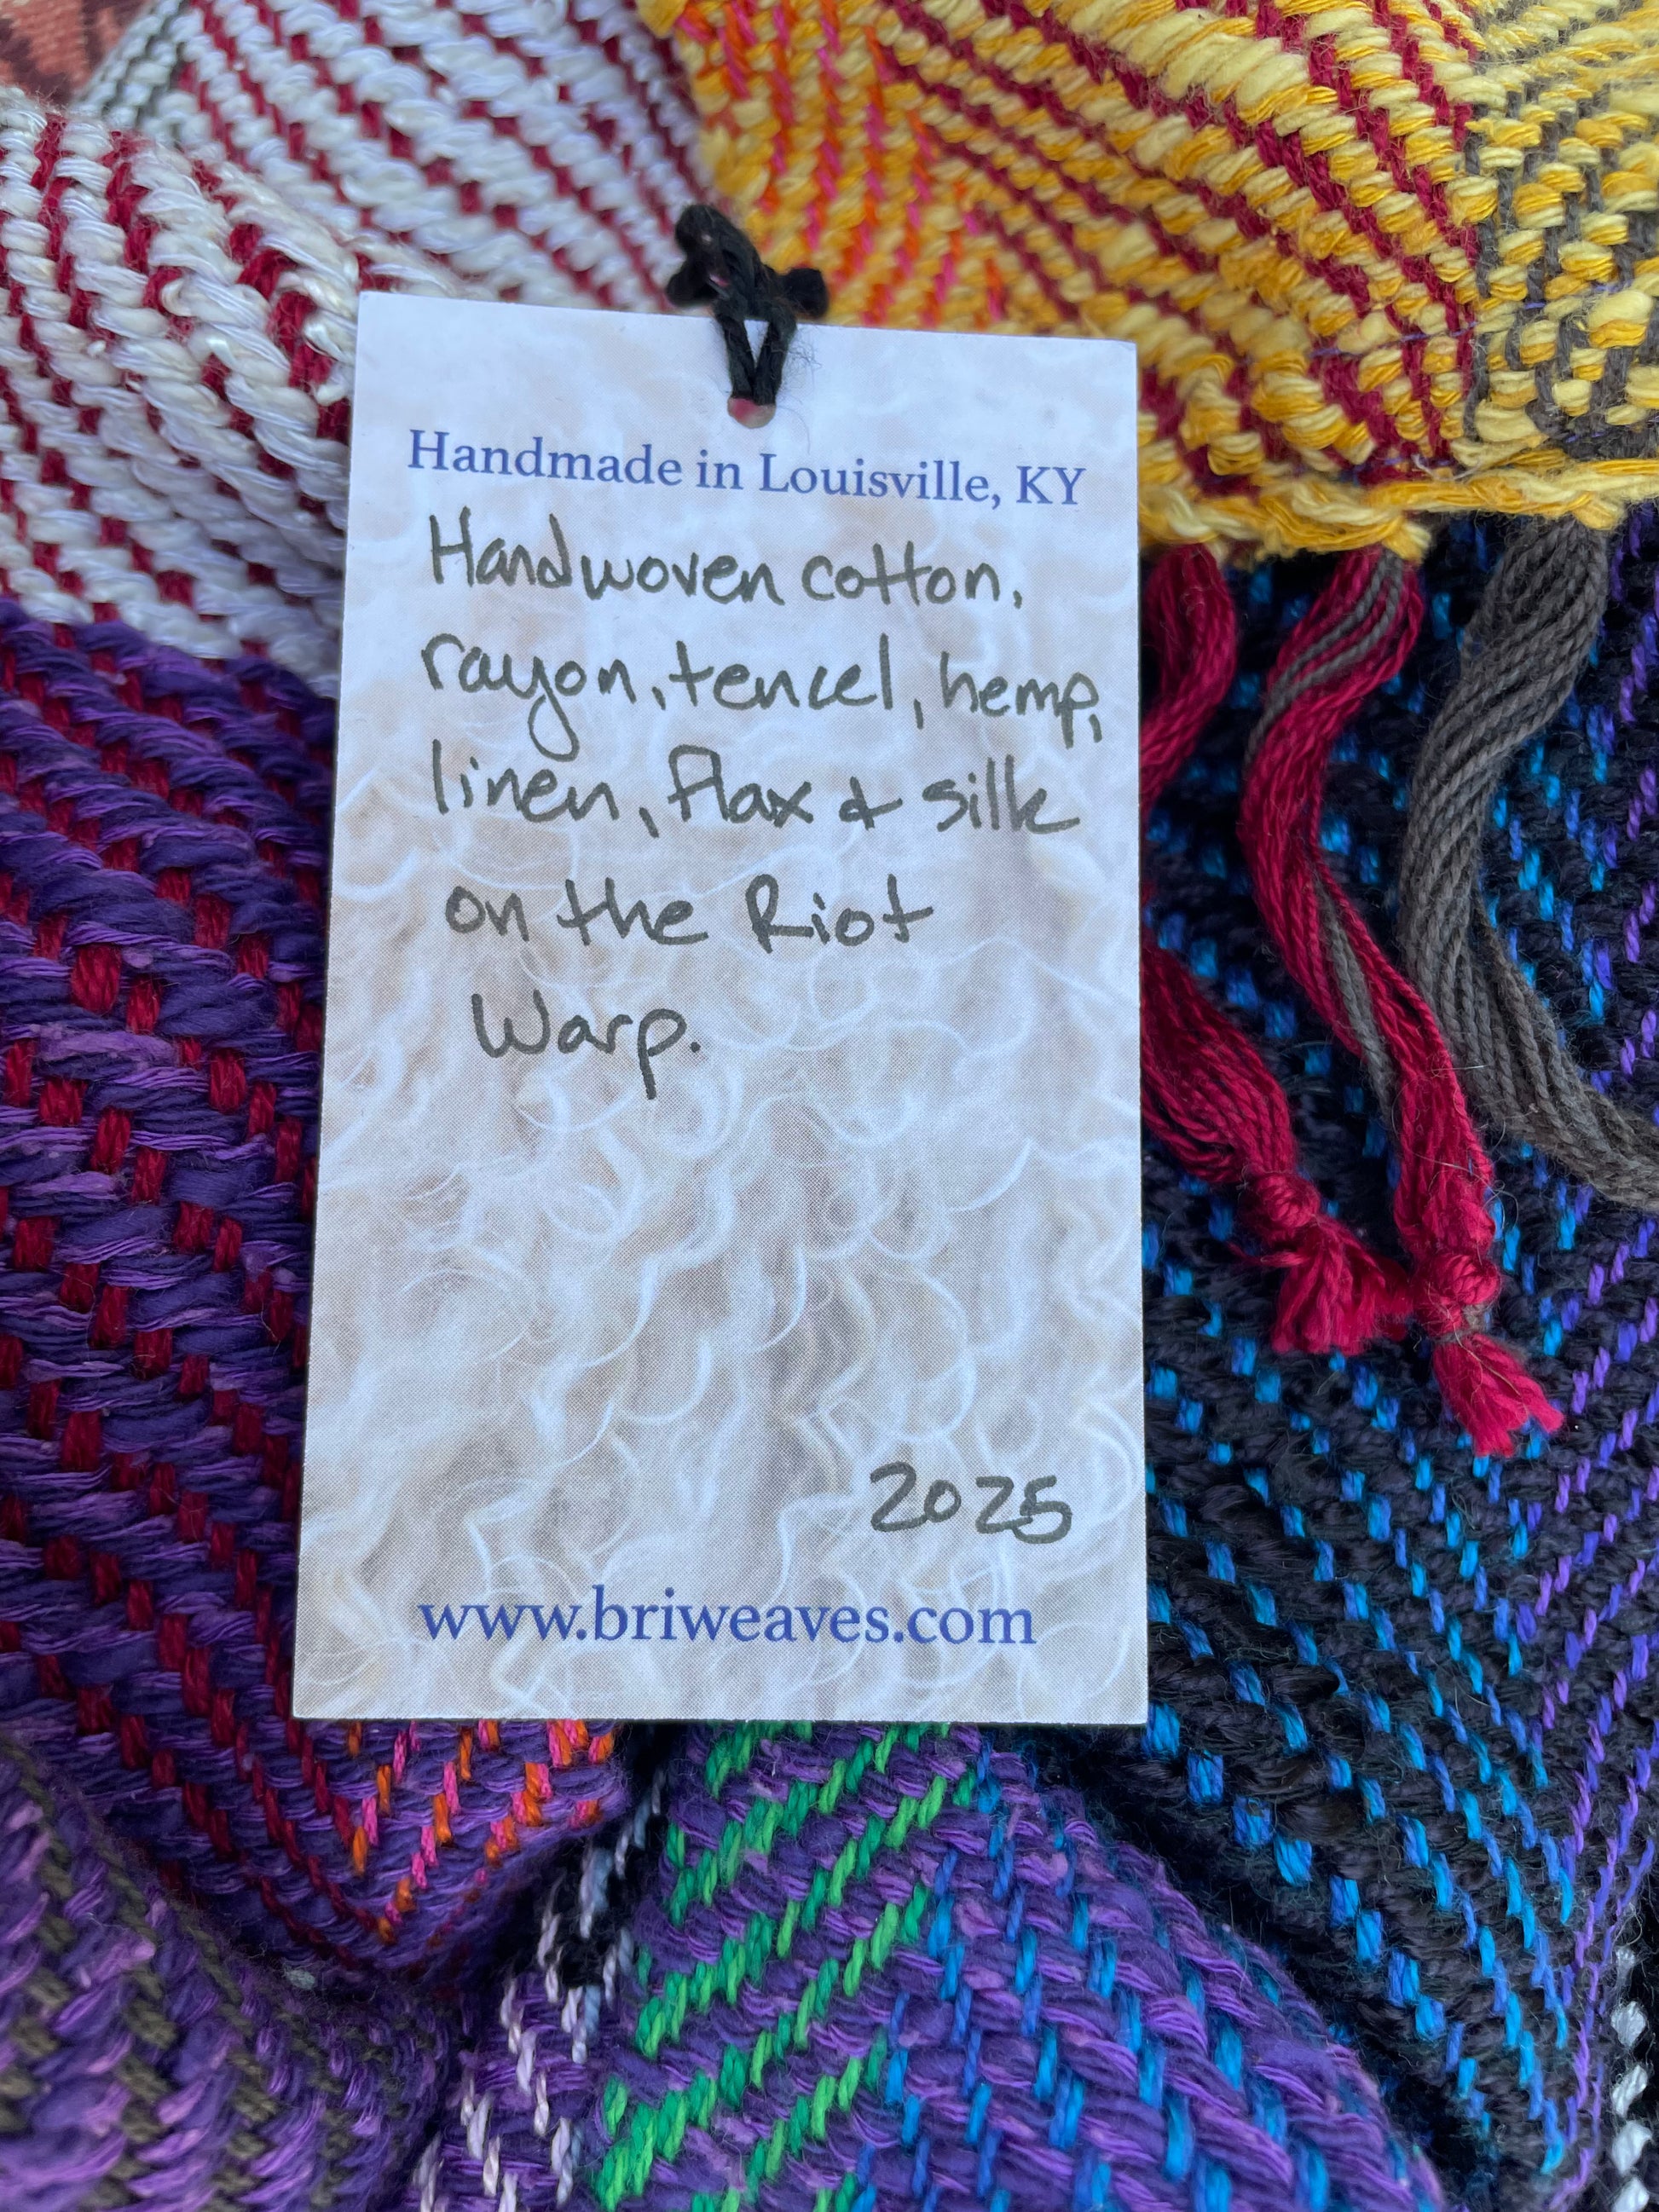 Handmade in Louisville, KY
Handwoven cotton,
rayon, tencel, hemp,
linen, flax & silk
on the Riot
Warp.
2025
www.briweaves.com